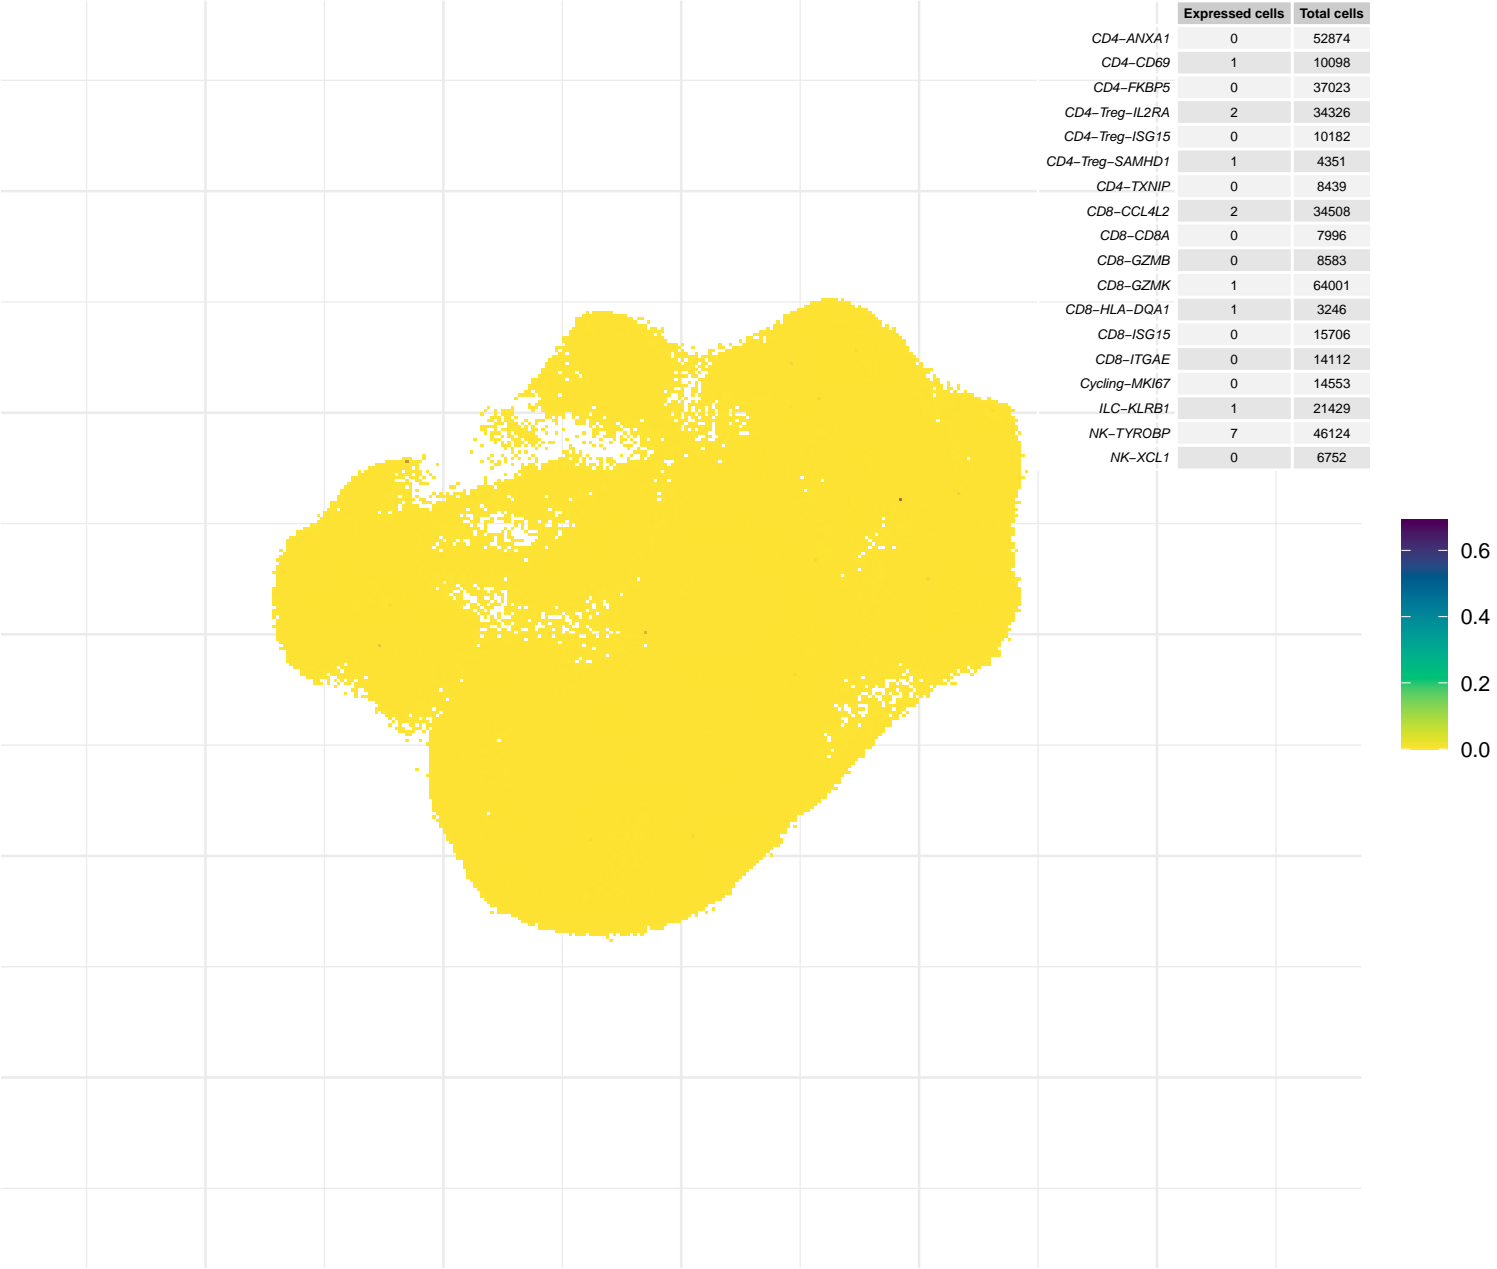 Expressed cells Total cells
CD4−ANXA1 0 52874
CD4−CD69 1 10098
CD4−FKBP5 0 37023
CD4−Treg−IL2RA 2 34326
CD4−Treg−ISG15 0 10182
CD4−Treg−SAMHD1 1 4351
CD4−TXNIP 0 8439
CD8−CCL4L2 2 34508
CD8−CD8A 0 7996
CD8−GZMB 0 8583
CD8−GZMK 1 64001
CD8−HLA−DQA1 1 3246
CD8−ISG15 0 15706
CD8−ITGAE 0 14112
Cycling−MKI67 0 14553
ILC−KLRB1 1 21429
NK−TYROBP 7 46124
NK−XCL1 0 6752
0.6
0.4
0.2
0.0